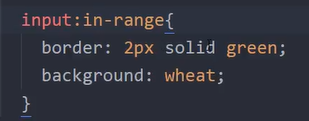 input:in-range{
border: 2px solid green;
background: wheat;
}